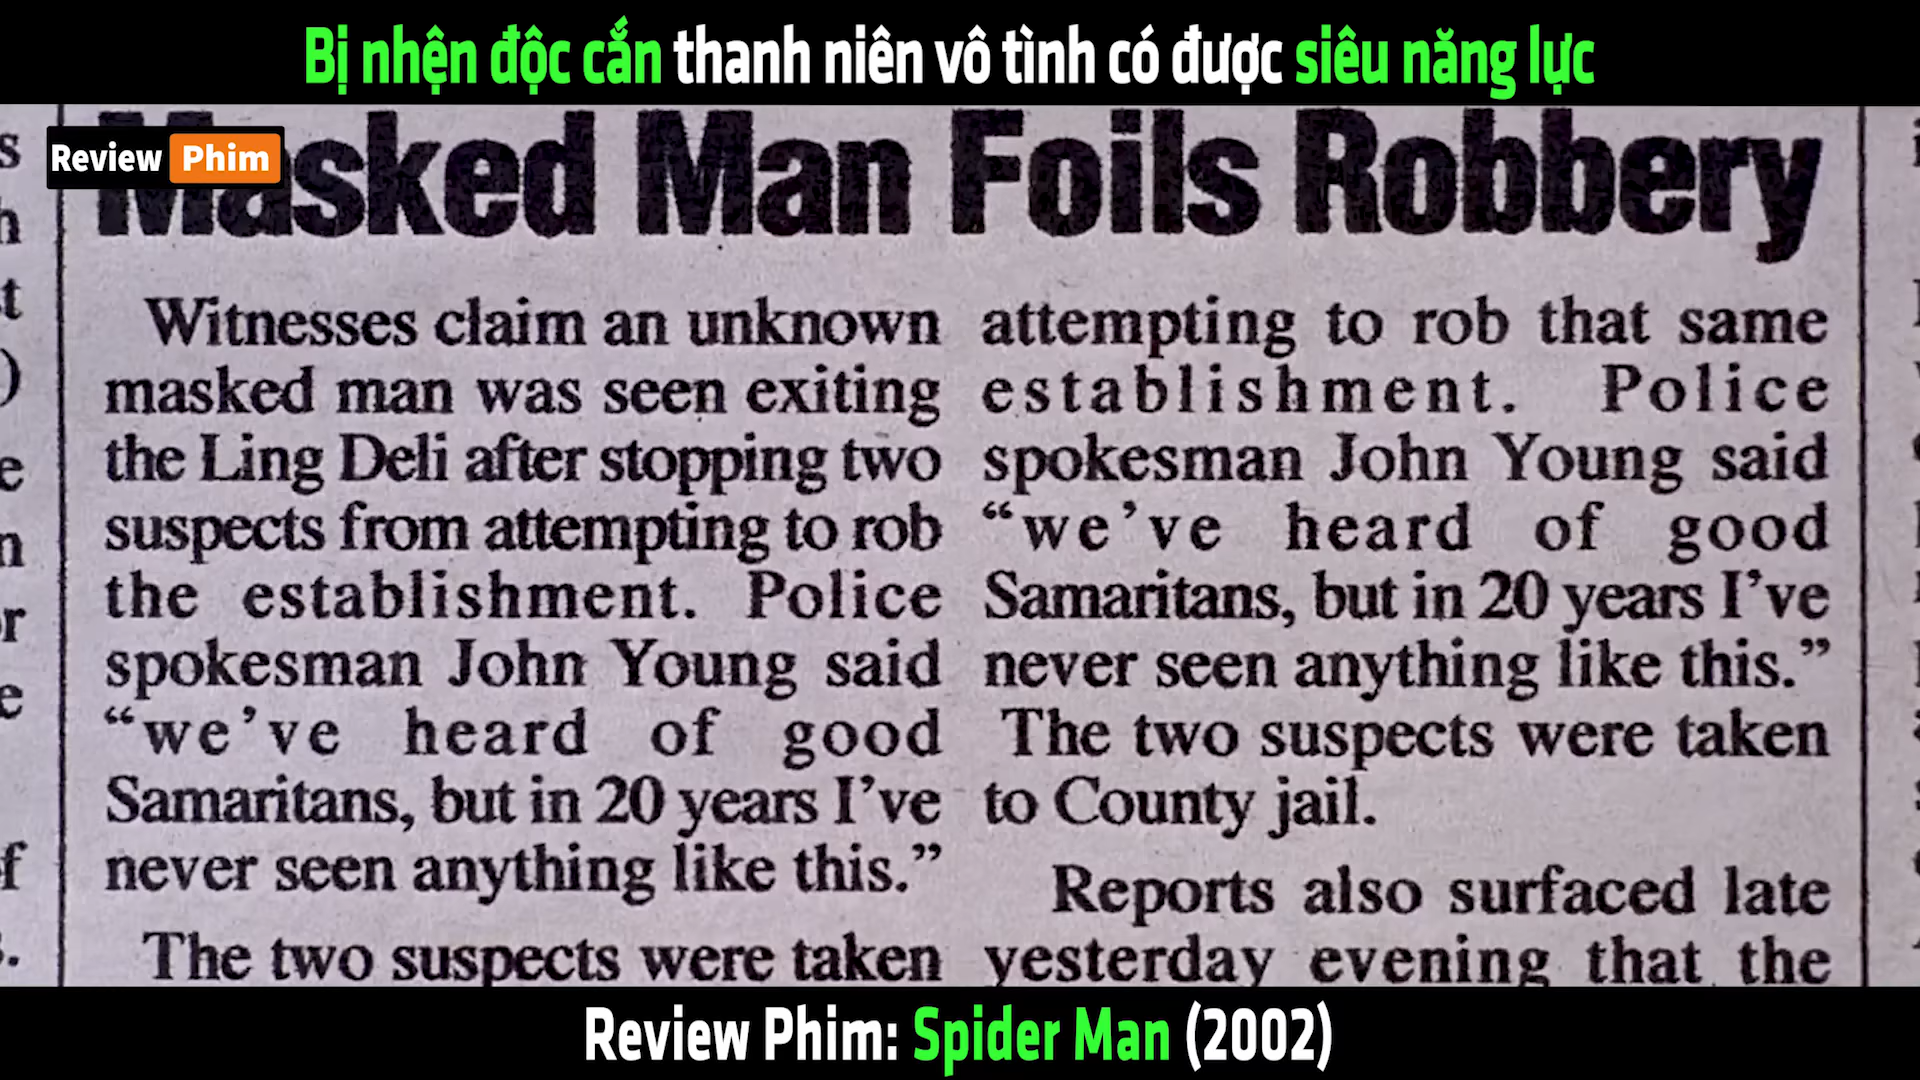 Bị nhện độc cắn thanh niên vô tình có được siêu năng lực
Review Phim
Masked Man Foils Robbery
Witnesses claim an unknown
masked man was seen exiting
the Ling Deli after stopping two
suspects from attempting to rob
the establishment. Police
spokesman John Young said
“we’ve heard of good
Samaritans, but in 20 years I’ve
never seen anything like this.”
The two suspects were taken
attempting to rob that same
establishment. Police
spokesman John Young said
“we’ve heard of good
Samaritans, but in 20 years I’ve
never seen anything like this.”
The two suspects were taken
to County jail.
Reports also surfaced late
yesterday evening that the
Review Phim: Spider Man (2002)